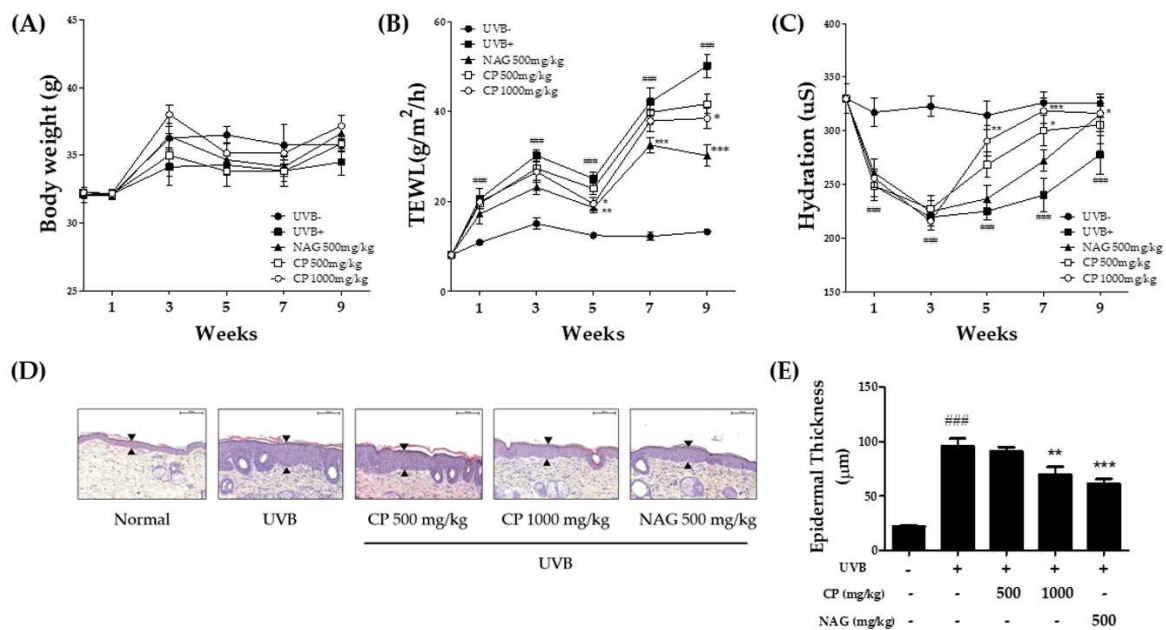 (A)
Body weight (g)
45
40
35
30
25
1 3 5 7 9
Weeks
UVB-
UVB+
NAG 500mg/kg
CP 500mg/kg
CP 1000mg/kg
(B)
TEWL(g/m²/h)
60
40
20
0
1 3 5 7 9
Weeks
UVB-
UVB+
NAG 500mg/kg
CP 500mg/kg
CP 1000mg/kg
###
###
###
###
###
*
**
***
*
***
(C)
Hydration (uS)
400
350
300
250
200
150
1 3 5 7 9
Weeks
UVB-
UVB+
NAG 500mg/kg
CP 500mg/kg
CP 1000mg/kg
###
###
###
###
###
**
***
*
*
(D)
Normal
UVB
CP 500 mg/kg
CP 1000 mg/kg
NAG 500 mg/kg
UVB
(E)
Epidermal Thickness
(μm)
150
100
50
0
###
**
***
UVB - + + + +
CP (mg/kg) - - 500 1000 -
NAG (mg/kg) - - - - 500